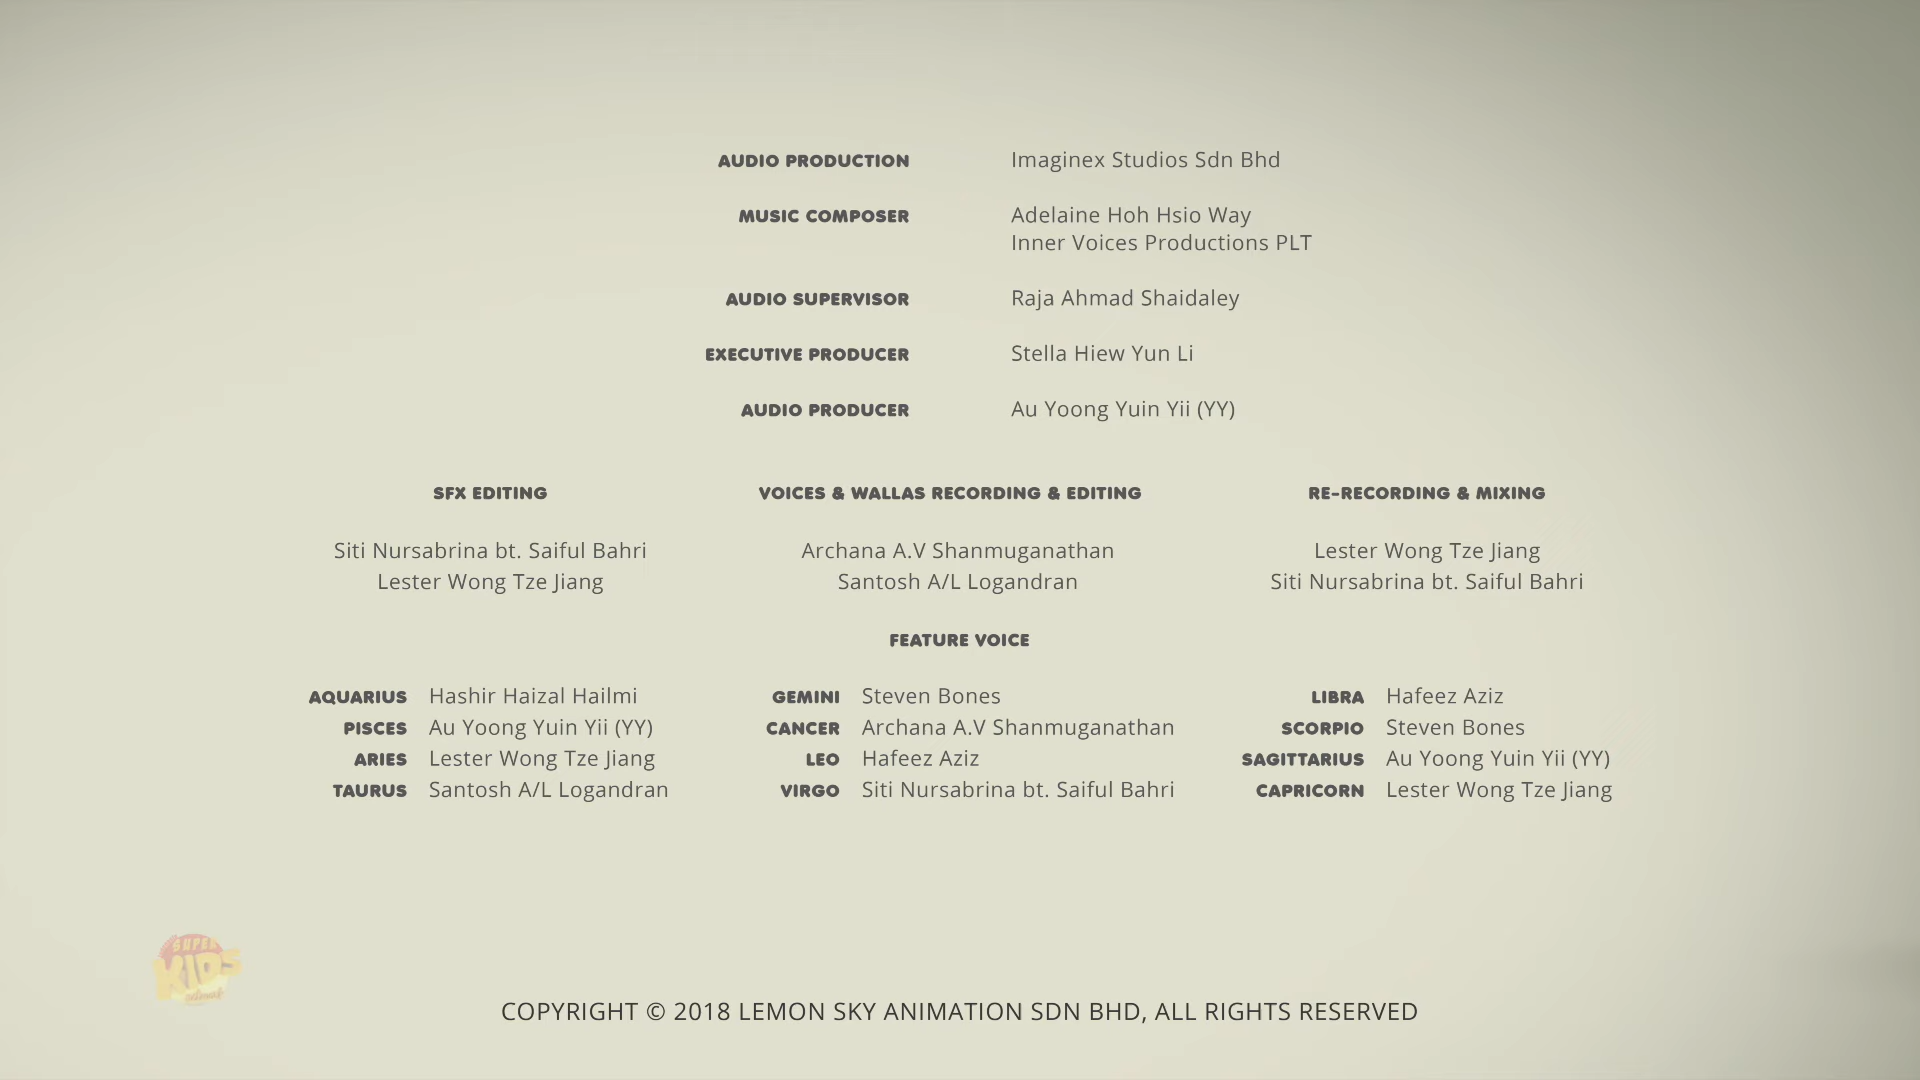 AUDIO PRODUCTION Imaginex Studios Sdn Bhd
MUSIC COMPOSER Adelaine Hoh Hsio Way
Inner Voices Productions PLT
AUDIO SUPERVISOR Raja Ahmad Shaidaley
EXECUTIVE PRODUCER Stella Hiew Yun Li
AUDIO PRODUCER Au Yoong Yuin Yii (YY)
SFX EDITING
Siti Nursabrina bt. Saiful Bahri
Lester Wong Tze Jiang
VOICES & WALLAS RECORDING & EDITING
Archana A.V Shanmuganathan
Santosh A/L Logandran
RE-RECORDING & MIXING
Lester Wong Tze Jiang
Siti Nursabrina bt. Saiful Bahri
FEATURE VOICE
AQUARIUS Hashir Haizal Hailmi
PISCES Au Yoong Yuin Yii (YY)
ARIES Lester Wong Tze Jiang
TAURUS Santosh A/L Logandran
GEMINI Steven Bones
CANCER Archana A.V Shanmuganathan
LEO Hafeez Aziz
VIRGO Siti Nursabrina bt. Saiful Bahri
LIBRA Hafeez Aziz
SCORPIO Steven Bones
SAGITTARIUS Au Yoong Yuin Yii (YY)
CAPRICORN Lester Wong Tze Jiang
SUPER
KIDS
COPYRIGHT © 2018 LEMON SKY ANIMATION SDN BHD, ALL RIGHTS RESERVED